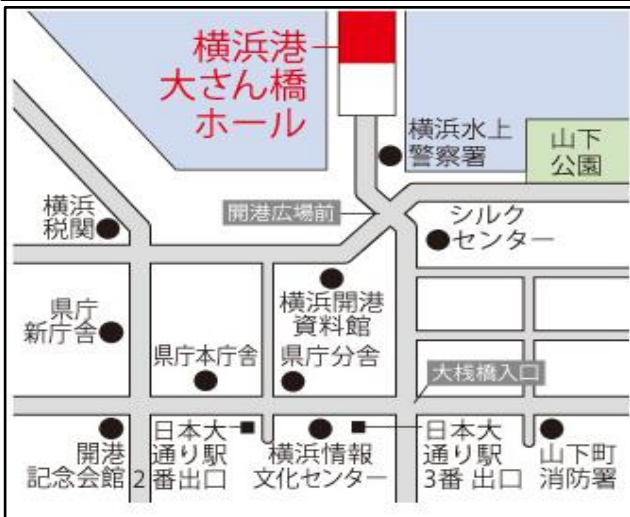 横浜港
大さん橋
ホール
横浜水上
警察署
山下
公園
横浜
税関
開港広場前
シルク
センター
県庁
新庁舎
横浜開港
資料館
県庁本庁舎
県庁分舎
大桟橋入口
開港
記念会館
日本大
通り駅
2番出口
横浜情報
文化センター
日本大
通り駅
3番 出口
山下町
消防署